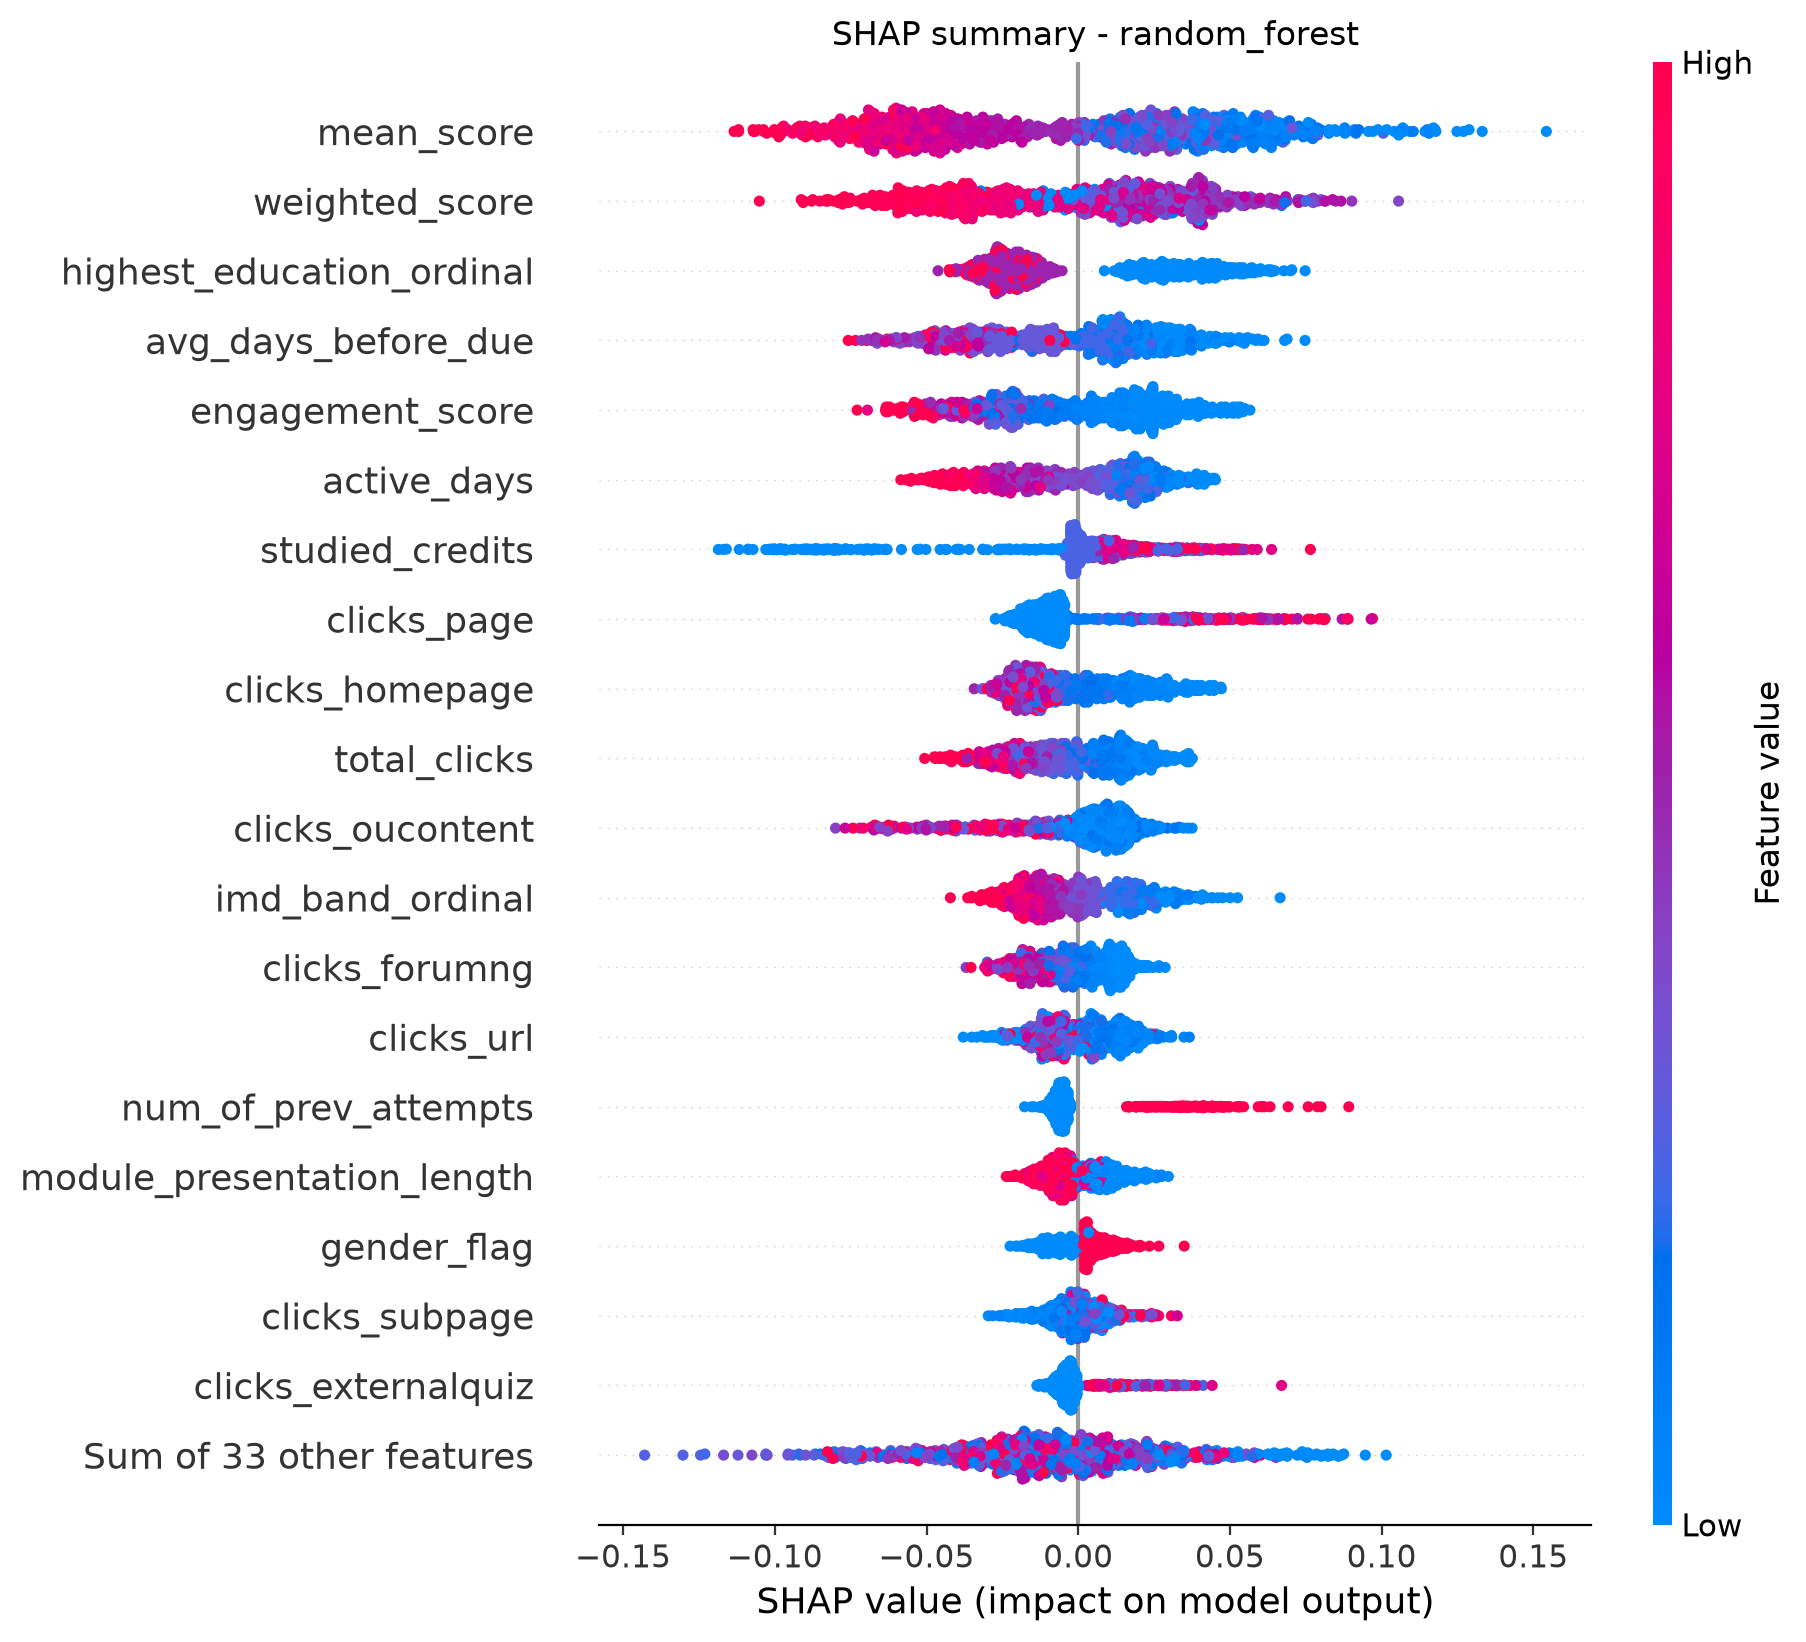 SHAP summary - random_forest
High
mean_score
weighted_score
highest_education_ordinal
avg_days_before_due
engagement_score
active_days
studied_credits
clicks_page
clicks_homepage
total_clicks
clicks_oucontent
imd_band_ordinal
clicks_forumng
clicks_url
num_of_prev_attempts
module_presentation_length
gender_flag
clicks_subpage
clicks_externalquiz
Sum of 33 other features
Feature value
Low
−0.15 −0.10 −0.05 0.00 0.05 0.10 0.15
SHAP value (impact on model output)